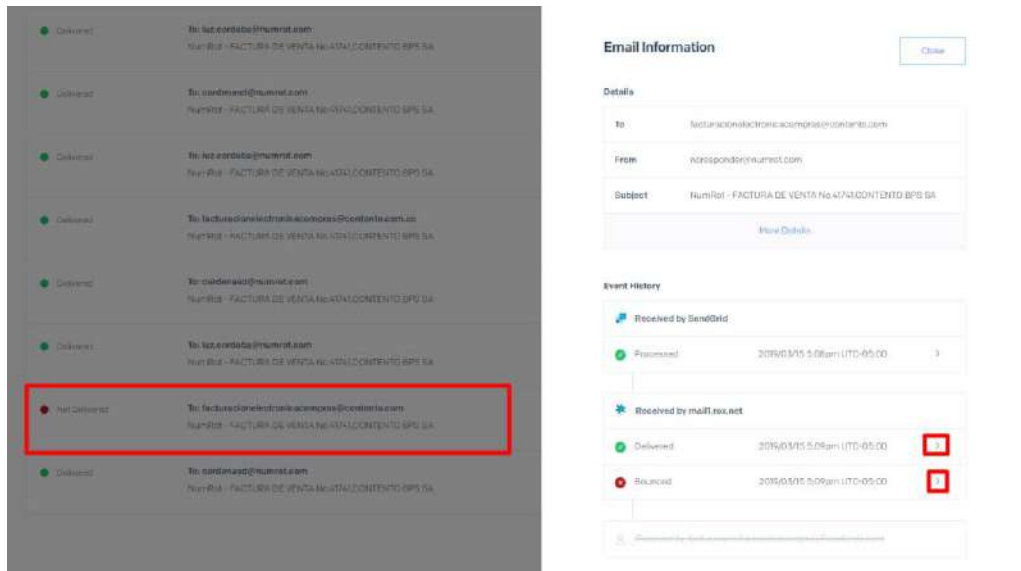 Delivered
To: luz.cordoba@numrot.com
NumRot - FACTURA DE VENTA No.41741,CONTENTO BPS SA
Delivered
To: cardenasd@numrot.com
NumRot - FACTURA DE VENTA No.41741,CONTENTO BPS SA
Delivered
To: luz.cordoba@numrot.com
NumRot - FACTURA DE VENTA No.41741,CONTENTO BPS SA
Delivered
To: facturacionelectronicacompras@contento.com.co
NumRot - FACTURA DE VENTA No.41741,CONTENTO BPS SA
Delivered
To: cardenasd@numrot.com
NumRot - FACTURA DE VENTA No.41741,CONTENTO BPS SA
Delivered
To: luz.cordoba@numrot.com
NumRot - FACTURA DE VENTA No.41741,CONTENTO BPS SA
Not Delivered
To: facturacionelectronicacompras@contento.com
NumRot - FACTURA DE VENTA No.41741,CONTENTO BPS SA
Delivered
To: cardenasd@numrot.com
NumRot - FACTURA DE VENTA No.41741,CONTENTO BPS SA
Email Information
Close
Details
To facturacionelectronicacompras@contento.com
From noresponder@numrot.com
Subject NumRot - FACTURA DE VENTA No.41741,CONTENTO BPS SA
More Details
Event History
Received by SendGrid
Processed 2019/03/15 5:08pm UTC-05:00
Received by mail1.rox.net
Delivered 2019/03/15 5:09pm UTC-05:00
Bounced 2019/03/15 5:09pm UTC-05:00